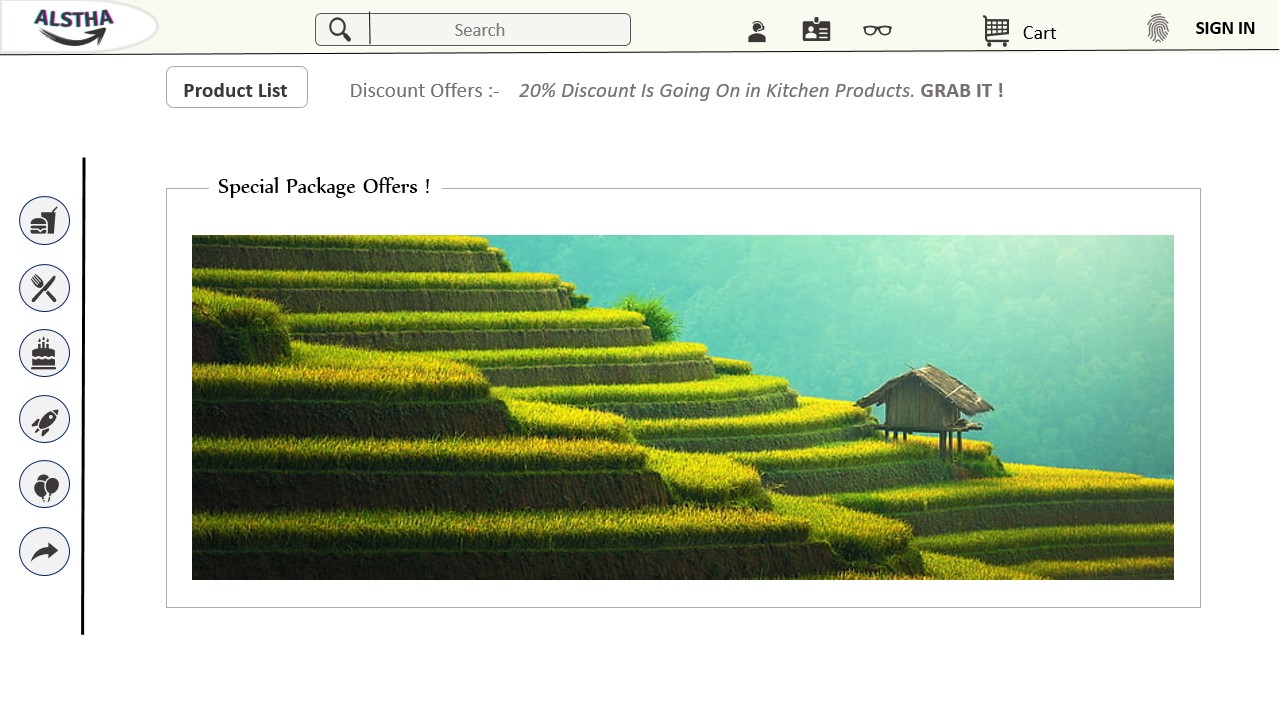 ALSTHA
Search
Cart
SIGN IN
Product List
Discount Offers :- 20% Discount Is Going On in Kitchen Products. GRAB IT !
Special Package Offers !